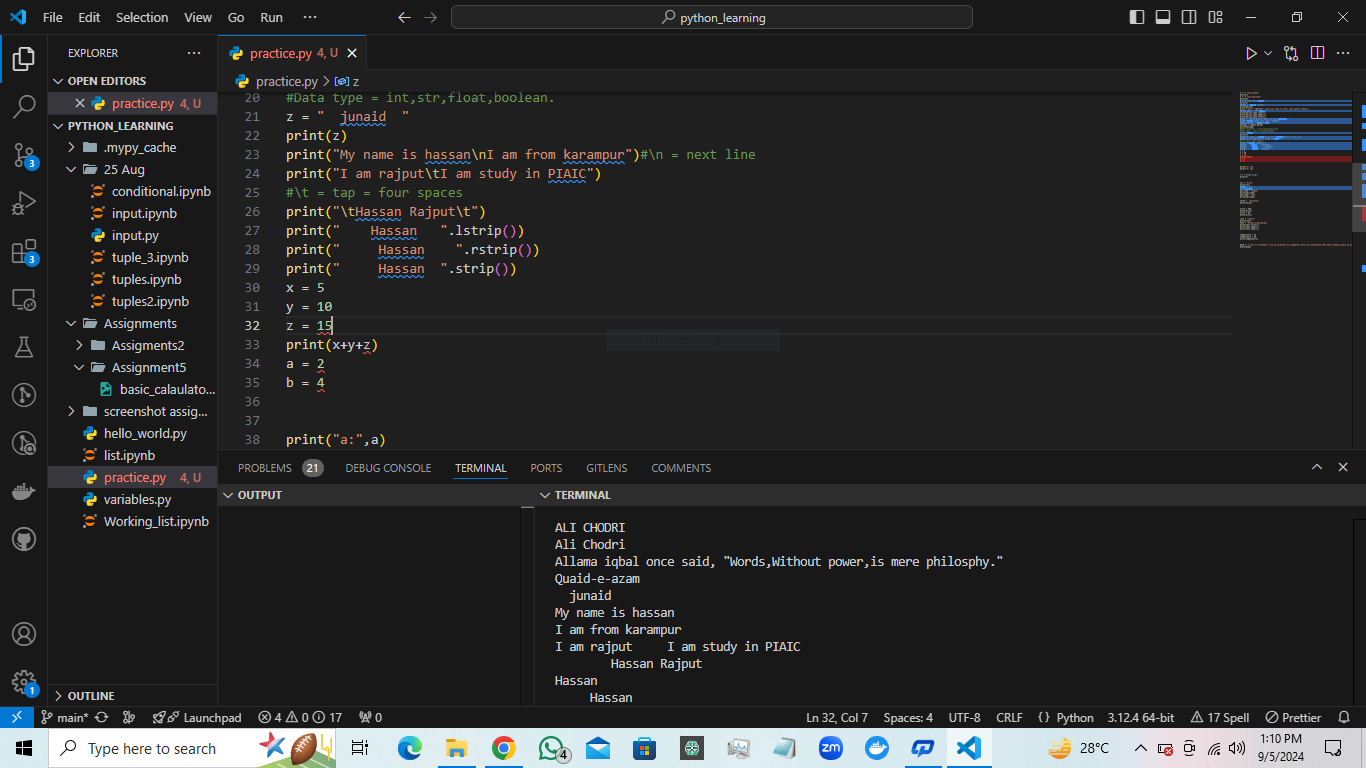 File Edit Selection View Go Run ··· python_learning
EXPLORER ···
OPEN EDITORS
practice.py 4, U
PYTHON_LEARNING
.mypy_cache
25 Aug
conditional.ipynb
input.ipynb
input.py
tuple_3.ipynb
tuples.ipynb
tuples2.ipynb
Assignments
Assigments2
Assignment5
basic_calaulato...
screenshot assig...
hello_world.py
list.ipynb
practice.py 4, U
variables.py
Working_list.ipynb
OUTLINE
3
3
1
practice.py 4, U
practice.py > z
20 #Data type = int,str,float,boolean.
21 z = "  junaid  "
22 print(z)
23 print("My name is hassan\nI am from karampur")#\n = next line
24 print("I am rajput\tI am study in PIAIC")
25 #\t = tap = four spaces
26 print("\tHassan Rajput\t")
27 print("    Hassan   ".lstrip())
28 print("     Hassan    ".rstrip())
29 print("     Hassan  ".strip())
30 x = 5
31 y = 10
32 z = 15
33 print(x+y+z)
34 a = 2
35 b = 4
36
37
38 print("a:",a)
PROBLEMS 21 DEBUG CONSOLE TERMINAL PORTS GITLENS COMMENTS
OUTPUT
TERMINAL
ALI CHODRI
Ali Chodri
Allama iqbal once said, "Words,Without power,is mere philosphy."
Quaid-e-azam
  junaid
My name is hassan
I am from karampur
I am rajput     I am study in PIAIC
        Hassan Rajput
Hassan
     Hassan
main* Launchpad 4 0 17 0 Ln 32, Col 7 Spaces: 4 UTF-8 CRLF {} Python 3.12.4 64-bit 17 Spell Prettier
Type here to search 4 zm 28°C 1:10 PM
9/5/2024